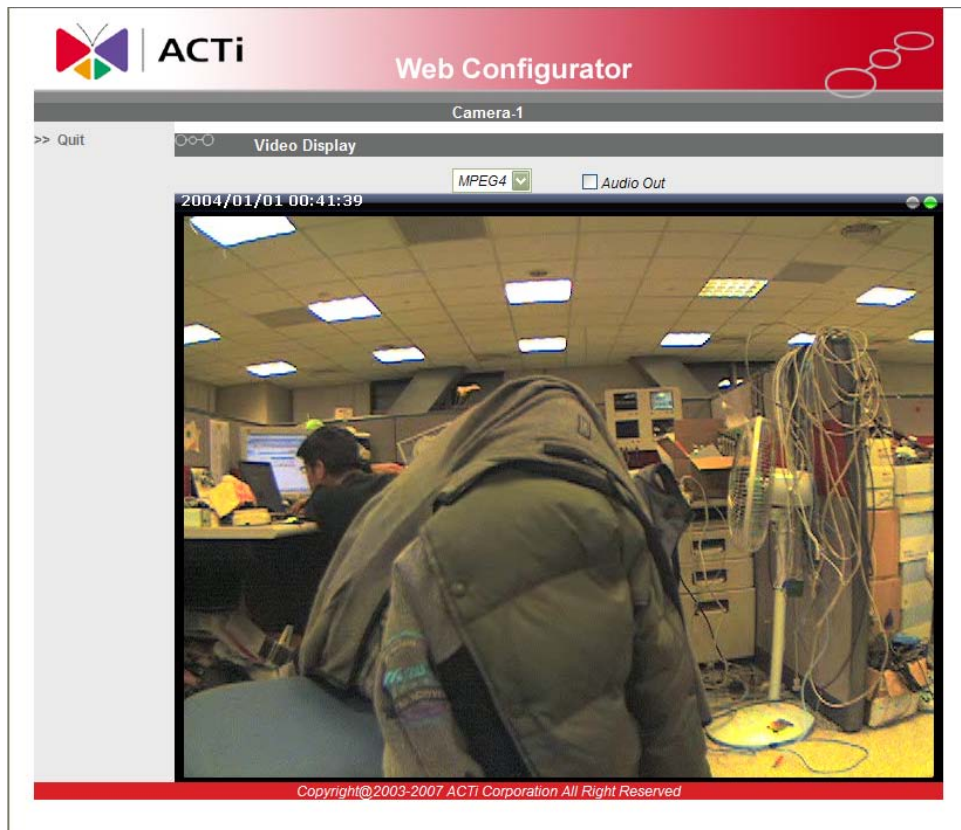 ACTi
Web Configurator
Camera-1
>> Quit
Video Display
MPEG4
Audio Out
2004/01/01 00:41:39
Copyright@2003-2007 ACTi Corporation All Right Reserved